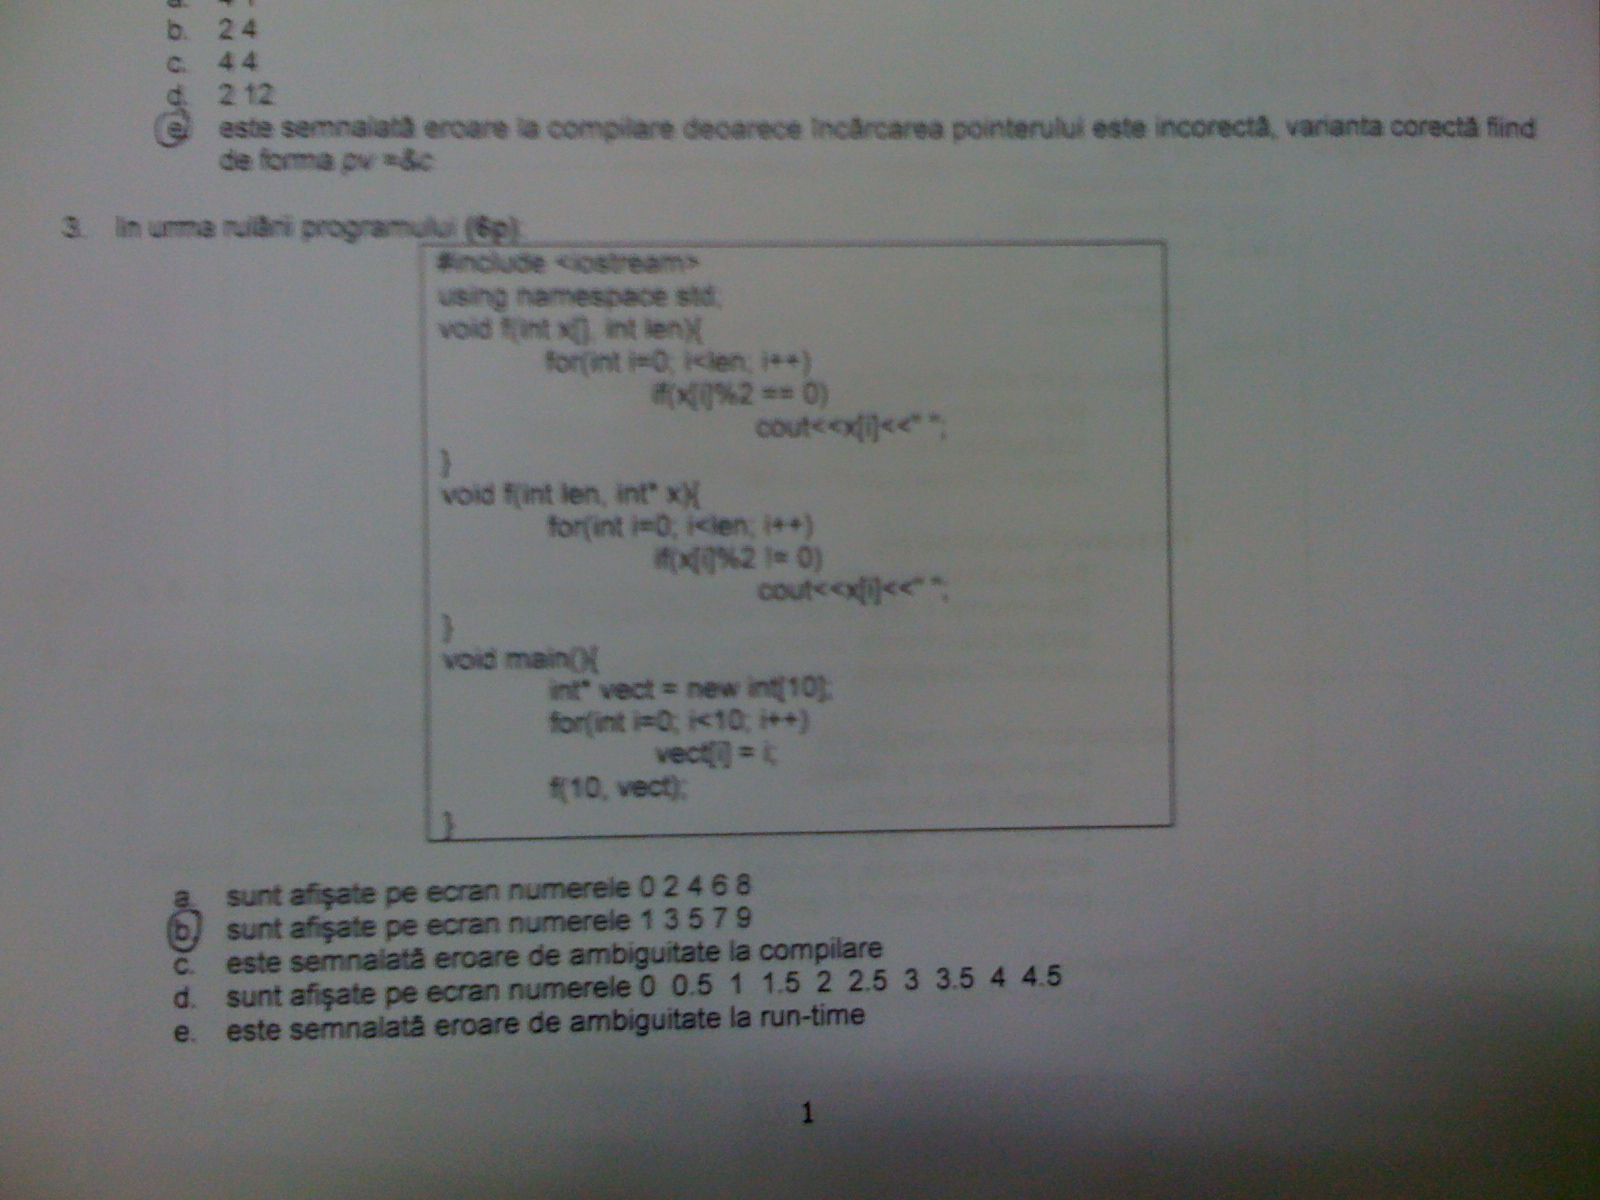 b. 2 4
c. 4 4
d. 2 12
e. este semnalată eroare la compilare deoarece încărcarea pointerului este incorectă, varianta corectă fiind
de forma pv =&c
3. In urma rulării programului (6p):
#include <iostream>
using namespace std;
void f(int x[], int len){
for(int i=0; i<len; i++)
if(x[i]%2 == 0)
cout<<x[i]<<" ";
}
void f(int len, int* x){
for(int i=0; i<len; i++)
if(x[i]%2 != 0)
cout<<x[i]<<" ";
}
void main(){
int* vect = new int[10];
for(int i=0; i<10; i++)
vect[i] = i;
f(10, vect);
}
a. sunt afişate pe ecran numerele 0 2 4 6 8
b. sunt afişate pe ecran numerele 1 3 5 7 9
c. este semnalată eroare de ambiguitate la compilare
d. sunt afişate pe ecran numerele 0 0.5 1 1.5 2 2.5 3 3.5 4 4.5
e. este semnalată eroare de ambiguitate la run-time
1